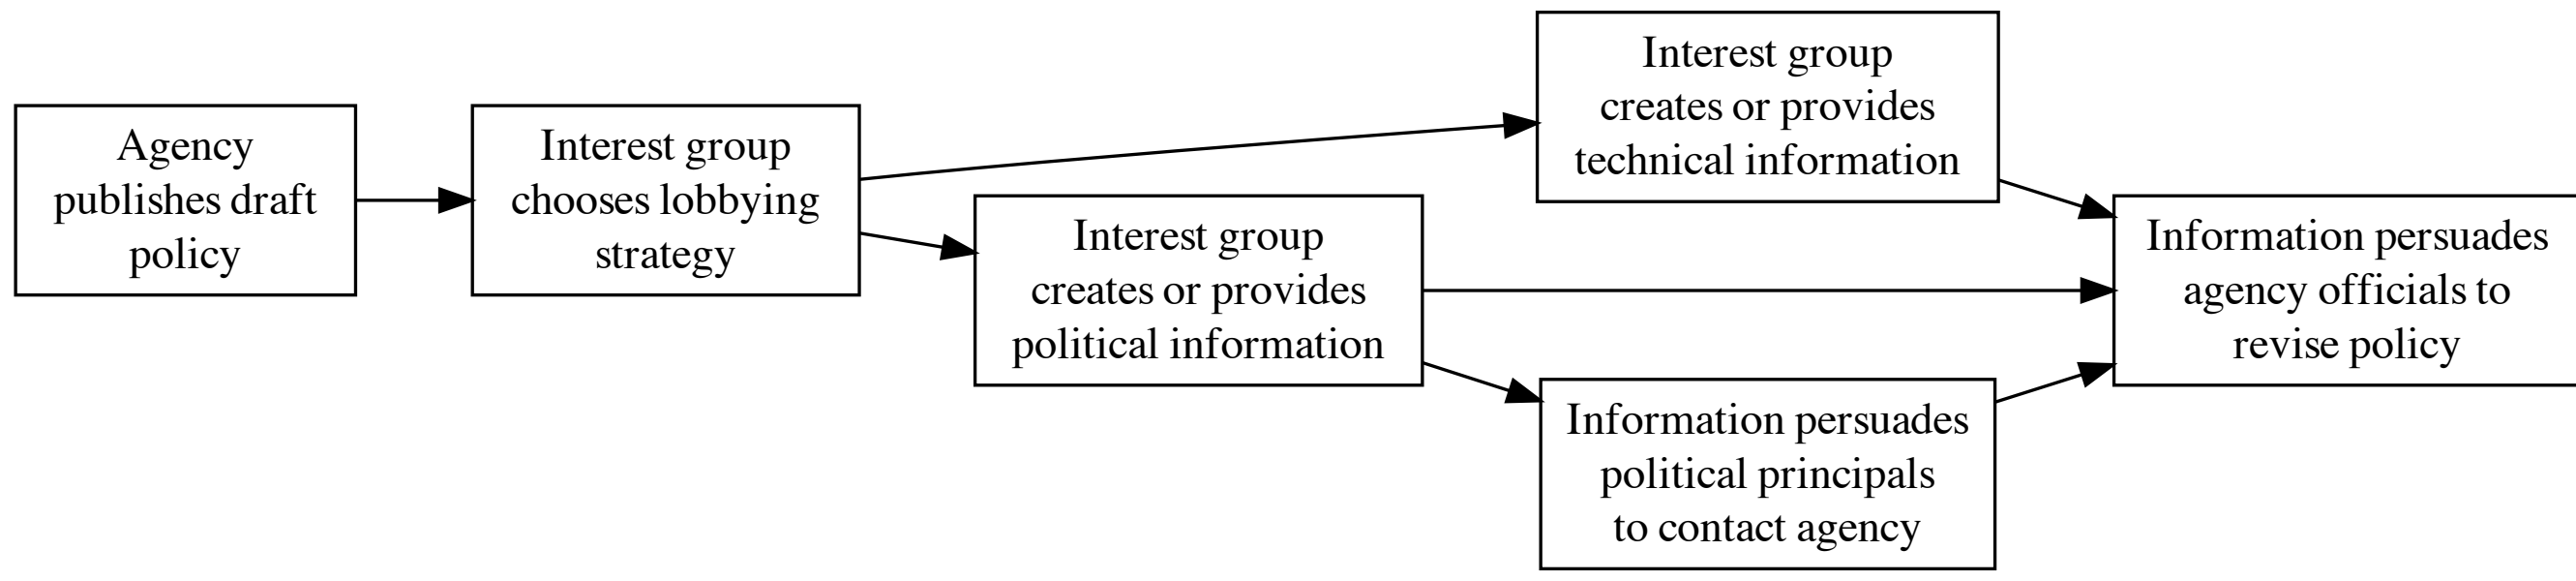 Agency
publishes draft
policy
Interest group
chooses lobbying
strategy
Interest group
creates or provides
political information
Interest group
creates or provides
technical information
Information persuades
political principals
to contact agency
Information persuades
agency officials to
revise policy